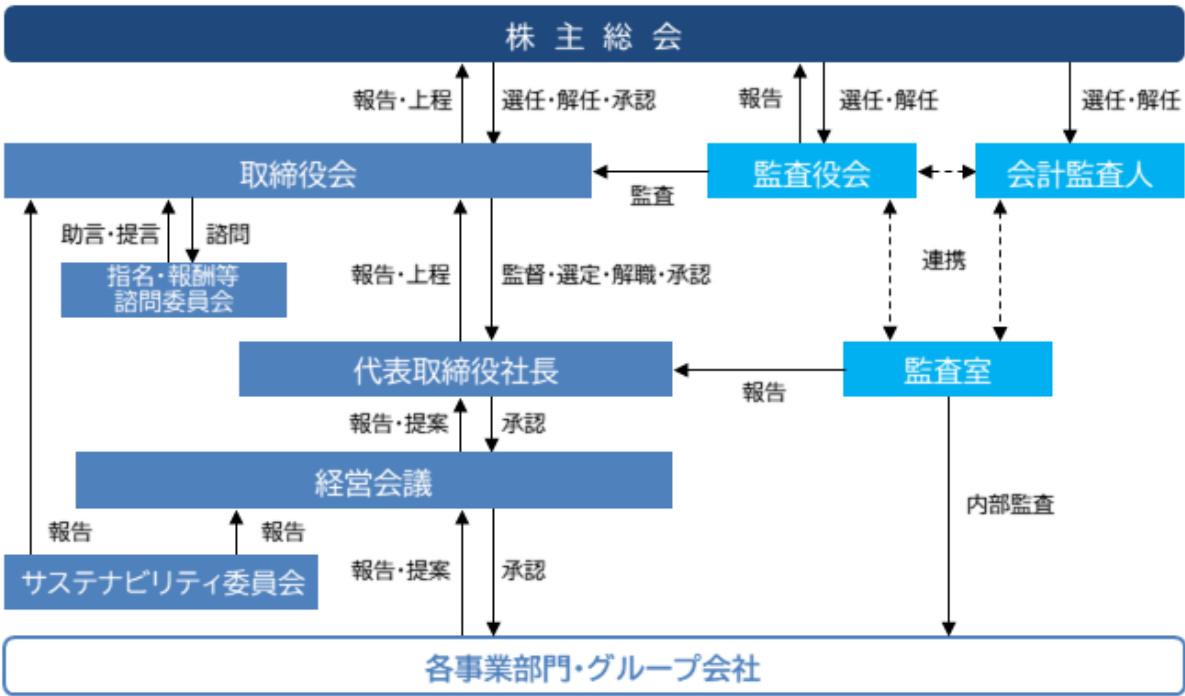 株主総会
報告・上程
選任・解任・承認
報告
選任・解任
選任・解任
取締役会
監査役会
会計監査人
監査
助言・提言
諮問
指名・報酬等
諮問委員会
報告・上程
監督・選定・解職・承認
連携
代表取締役社長
監査室
報告
報告・提案
承認
経営会議
内部監査
報告
報告
サステナビリティ委員会
報告・提案
承認
各事業部門・グループ会社